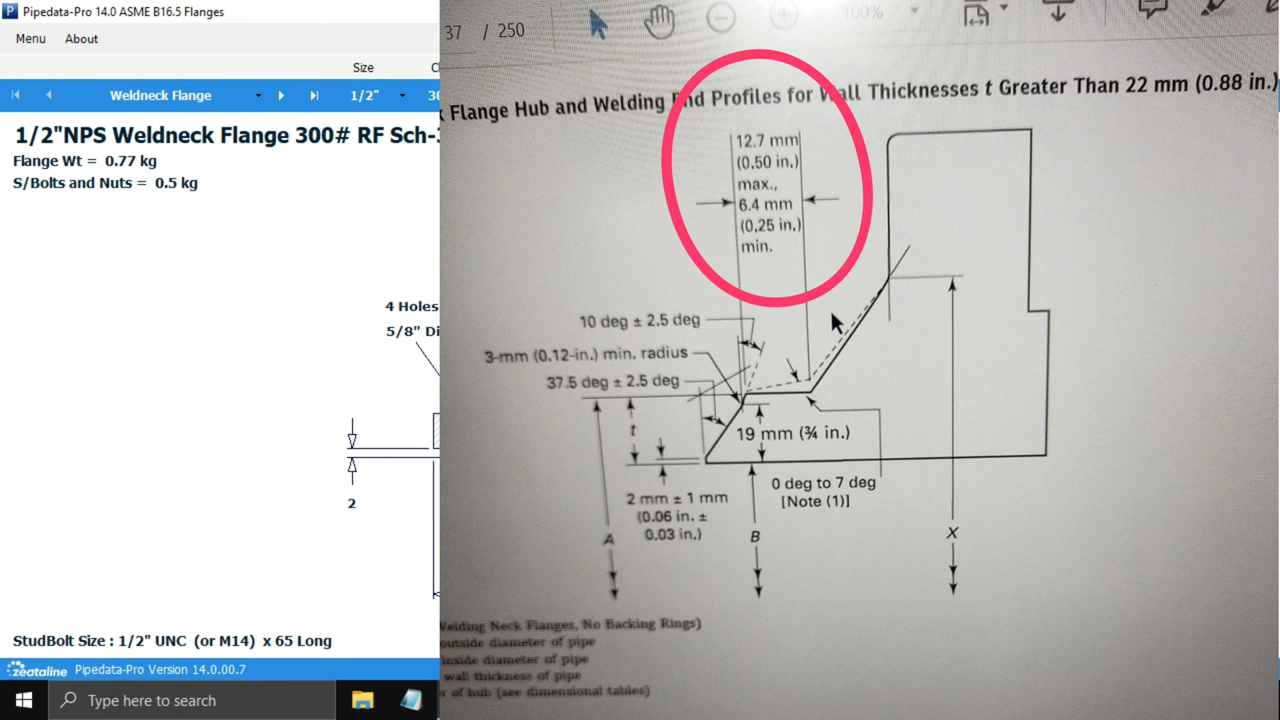 Pipedata-Pro 14.0 ASME B16.5 Flanges
Menu About
Size
Weldneck Flange
1/2"
1/2"NPS Weldneck Flange 300# RF Sch-
Flange Wt = 0.77 kg
S/Bolts and Nuts = 0.5 kg
4 Holes
5/8" Di
2
StudBolt Size : 1/2" UNC (or M14) x 65 Long
zeataline Pipedata-Pro Version 14.0.00.7
Type here to search
37 / 250
100%
Flange Hub and Welding End Profiles for Wall Thicknesses t Greater Than 22 mm (0.88 in.)
12.7 mm
(0.50 in.)
max.,
6.4 mm
(0.25 in.)
min.
10 deg ± 2.5 deg
3-mm (0.12-in.) min. radius
37.5 deg ± 2.5 deg
t
19 mm (¾ in.)
0 deg to 7 deg
[Note (1)]
2 mm ± 1 mm
(0.06 in. ±
0.03 in.)
A
B
X
Welding Neck Flanges, No Backing Rings)
outside diameter of pipe
inside diameter of pipe
wall thickness of pipe
of hub (see dimensional tables)